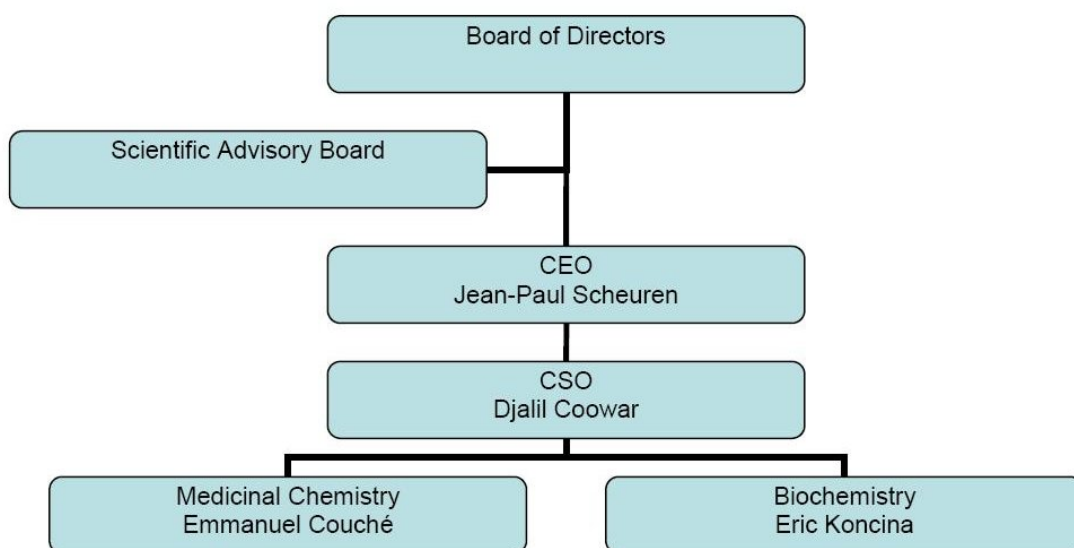 Board of Directors
Scientific Advisory Board
CEO
Jean-Paul Scheuren
CSO
Djalil Coowar
Medicinal Chemistry
Emmanuel Couché
Biochemistry
Eric Koncina